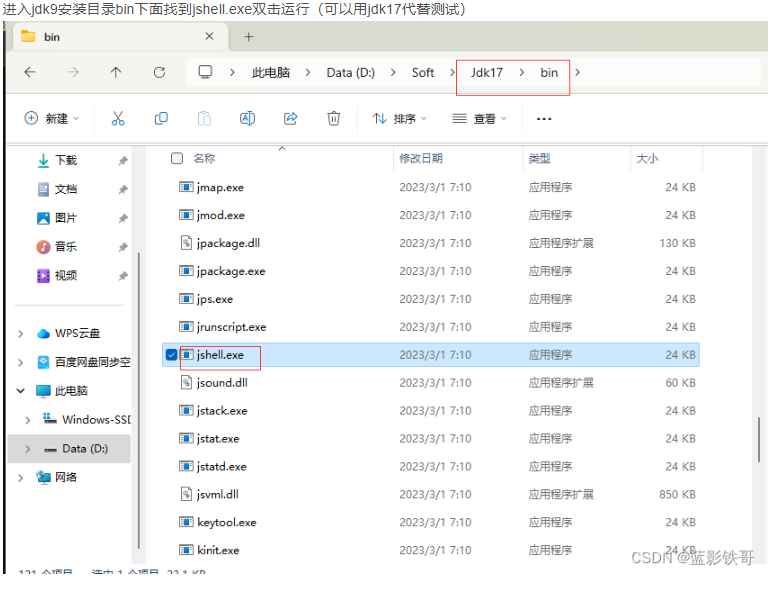 进入jdk9安装目录bin下面找到jshell.exe双击运行（可以用jdk17代替测试）
bin
此电脑 Data (D:) Soft Jdk17 bin
新建 排序 查看 •••
名称 修改日期 类型 大小
下载
文档
图片
音乐
视频
WPS云盘
百度网盘同步空
此电脑
Windows-SSD
Data (D:)
网络
jmap.exe 2023/3/1 7:10 应用程序 24 KB
jmod.exe 2023/3/1 7:10 应用程序 24 KB
jpackage.dll 2023/3/1 7:10 应用程序扩展 130 KB
jpackage.exe 2023/3/1 7:10 应用程序 24 KB
jps.exe 2023/3/1 7:10 应用程序 24 KB
jrunscript.exe 2023/3/1 7:10 应用程序 24 KB
jshell.exe 2023/3/1 7:10 应用程序 24 KB
jsound.dll 2023/3/1 7:10 应用程序扩展 60 KB
jstack.exe 2023/3/1 7:10 应用程序 24 KB
jstat.exe 2023/3/1 7:10 应用程序 24 KB
jstatd.exe 2023/3/1 7:10 应用程序 24 KB
jsvml.dll 2023/3/1 7:10 应用程序扩展 850 KB
keytool.exe 2023/3/1 7:10 应用程序 24 KB
kinit.exe 2023/3/1 7:10 应用程序 24 KB
CSDN @蓝影铁哥